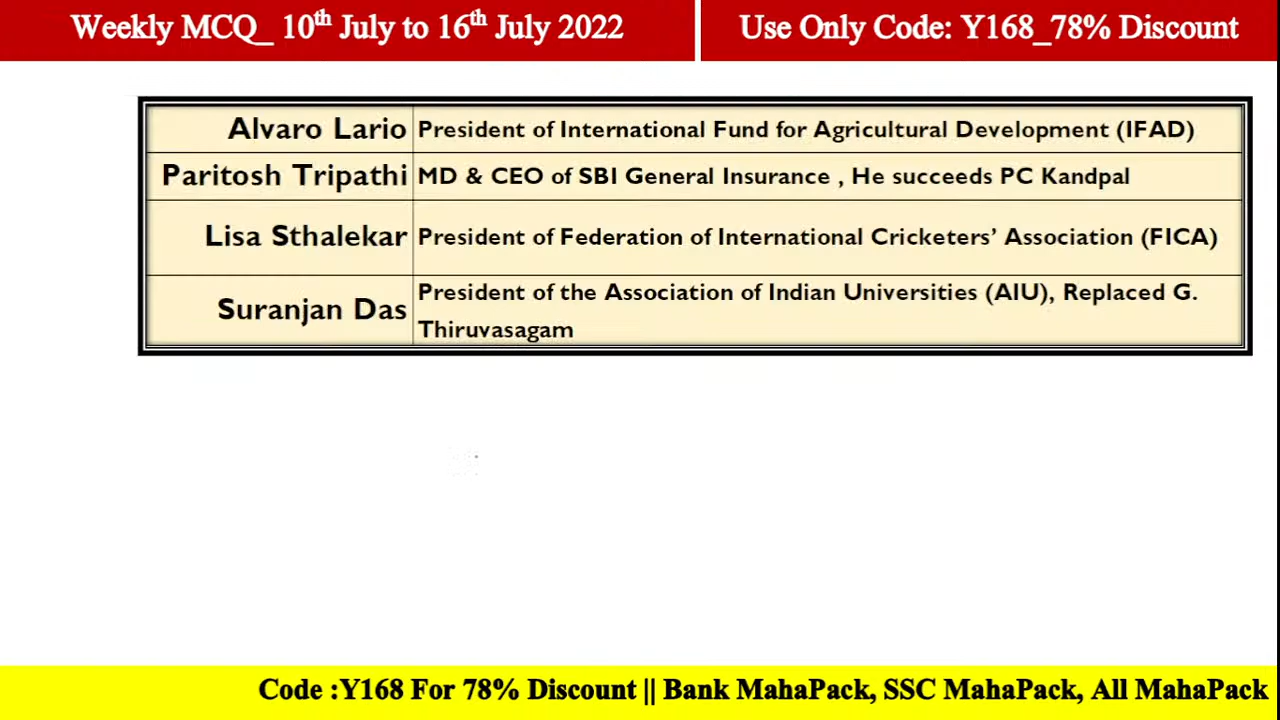 Weekly MCQ_ 10th July to 16th July 2022
Use Only Code: Y168_78% Discount
Alvaro Lario President of International Fund for Agricultural Development (IFAD)
Paritosh Tripathi MD & CEO of SBI General Insurance , He succeeds PC Kandpal
Lisa Sthalekar President of Federation of International Cricketers’ Association (FICA)
Suranjan Das President of the Association of Indian Universities (AIU), Replaced G.
Thiruvasagam
Code :Y168 For 78% Discount || Bank MahaPack, SSC MahaPack, All MahaPack